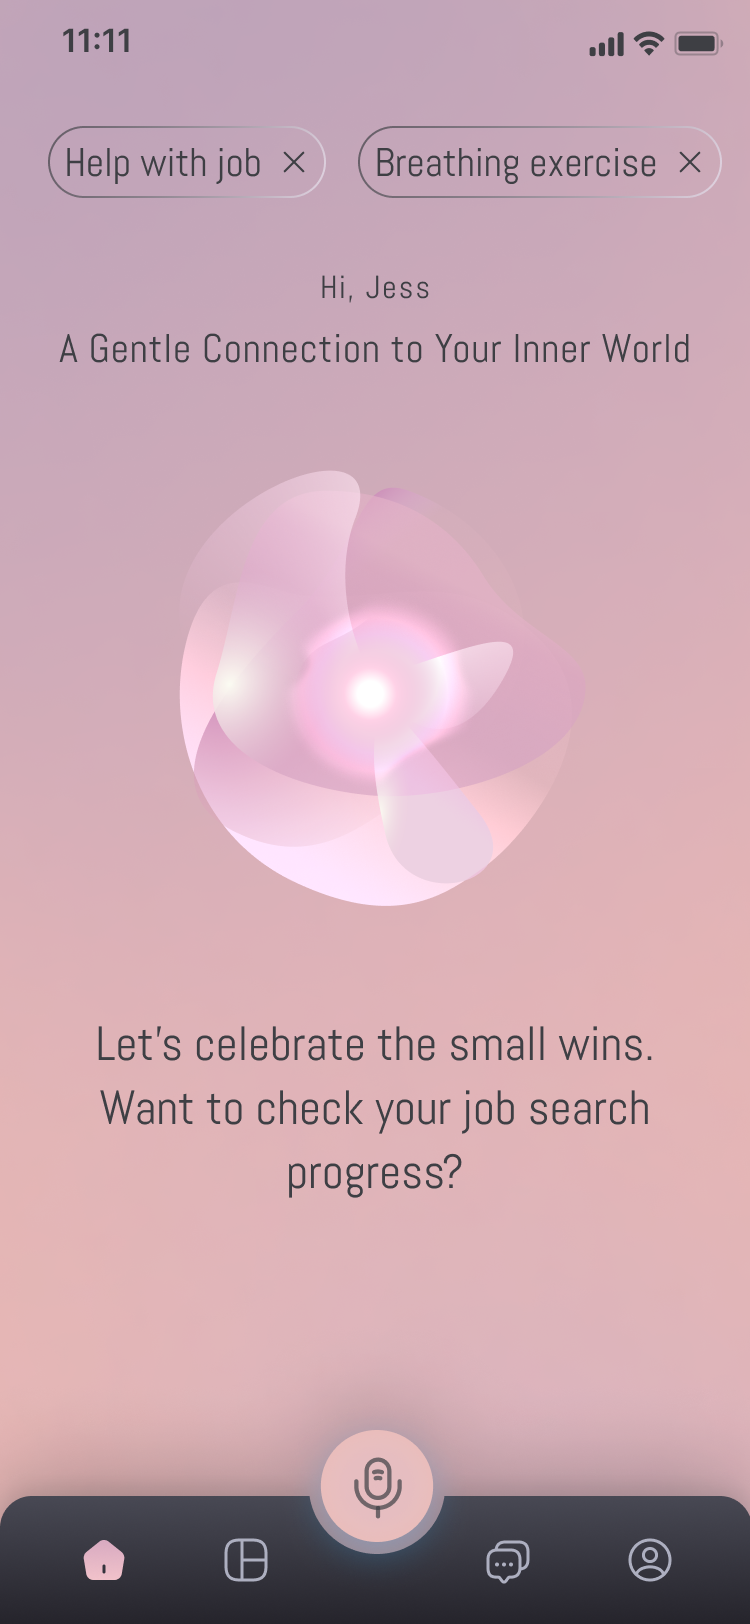 11:11
Help with job
Breathing exercise
Hi, Jess
A Gentle Connection to Your Inner World
Let's celebrate the small wins.
Want to check your job search
progress?